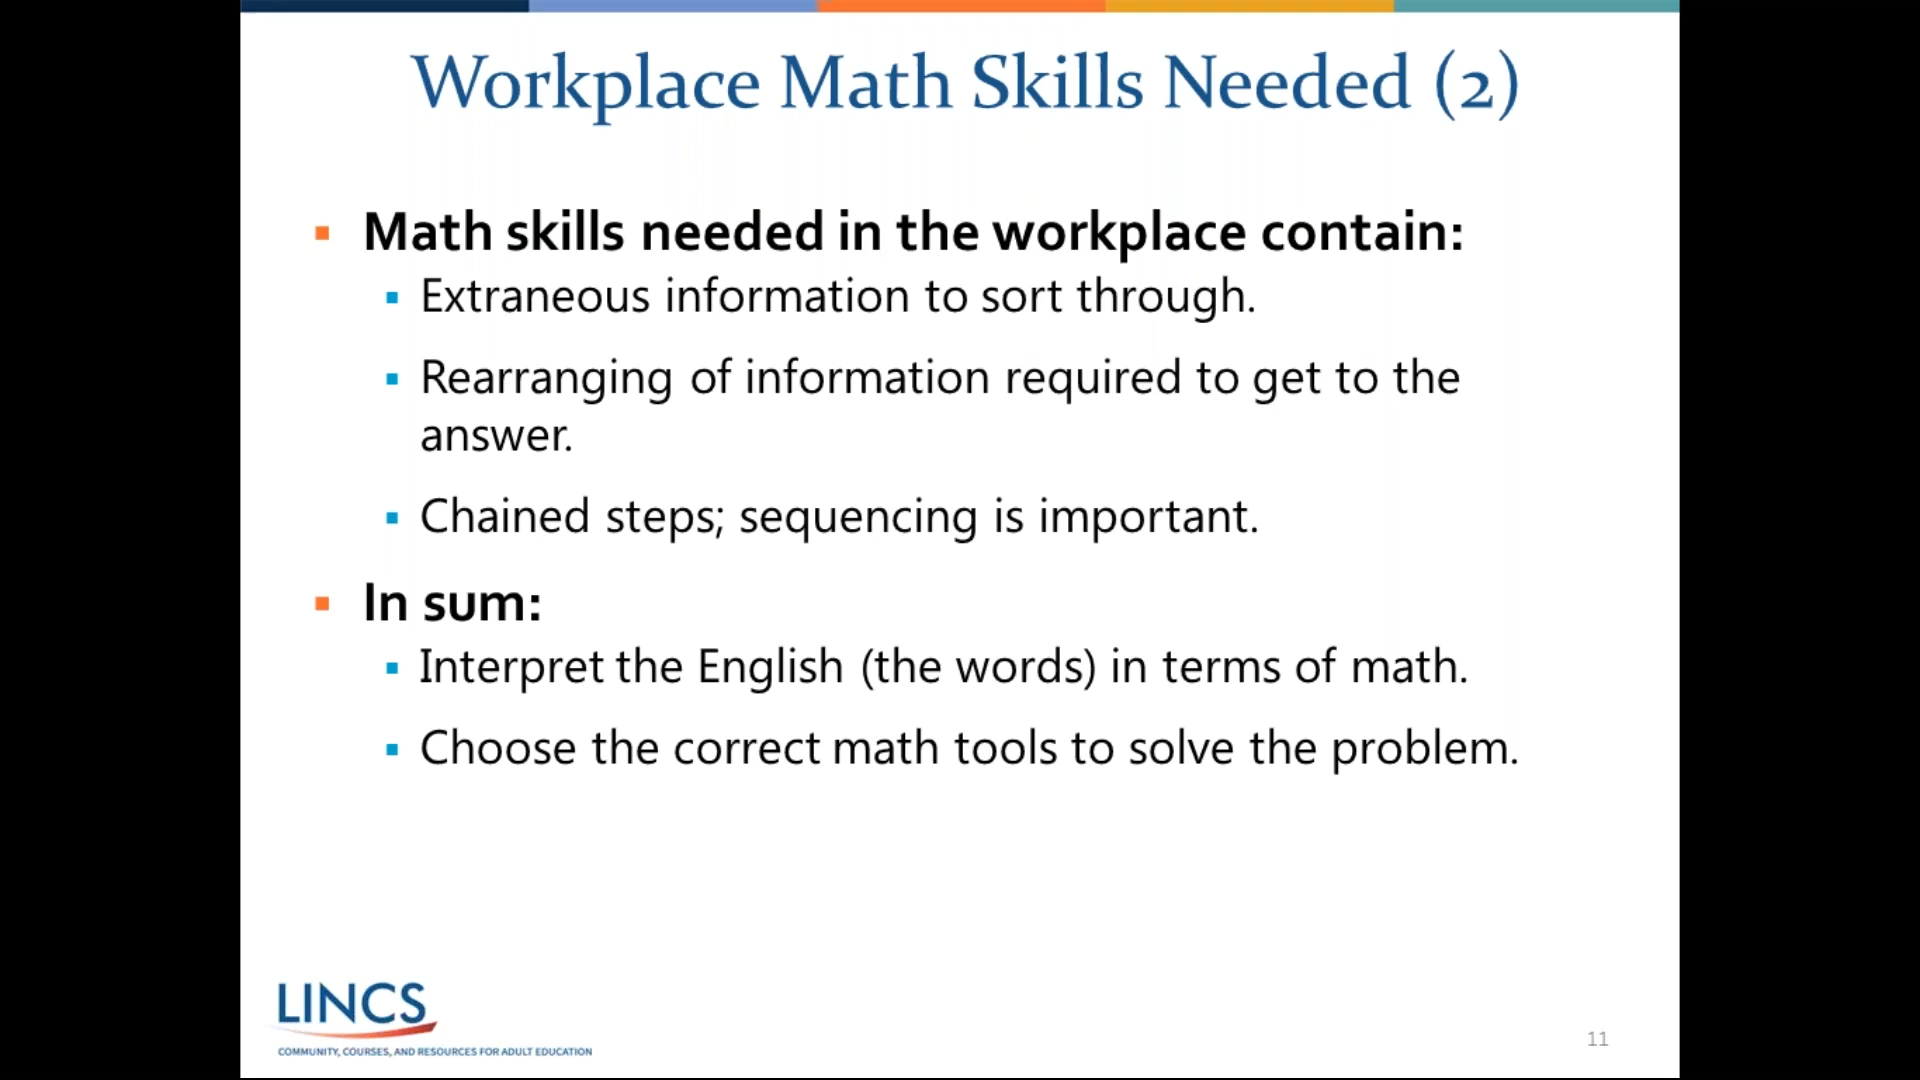 Workplace Math Skills Needed (2)
Math skills needed in the workplace contain:
Extraneous information to sort through.
Rearranging of information required to get to the
answer.
Chained steps; sequencing is important.
In sum:
Interpret the English (the words) in terms of math.
Choose the correct math tools to solve the problem.
LINCS
COMMUNITY, COURSES, AND RESOURCES FOR ADULT EDUCATION
11